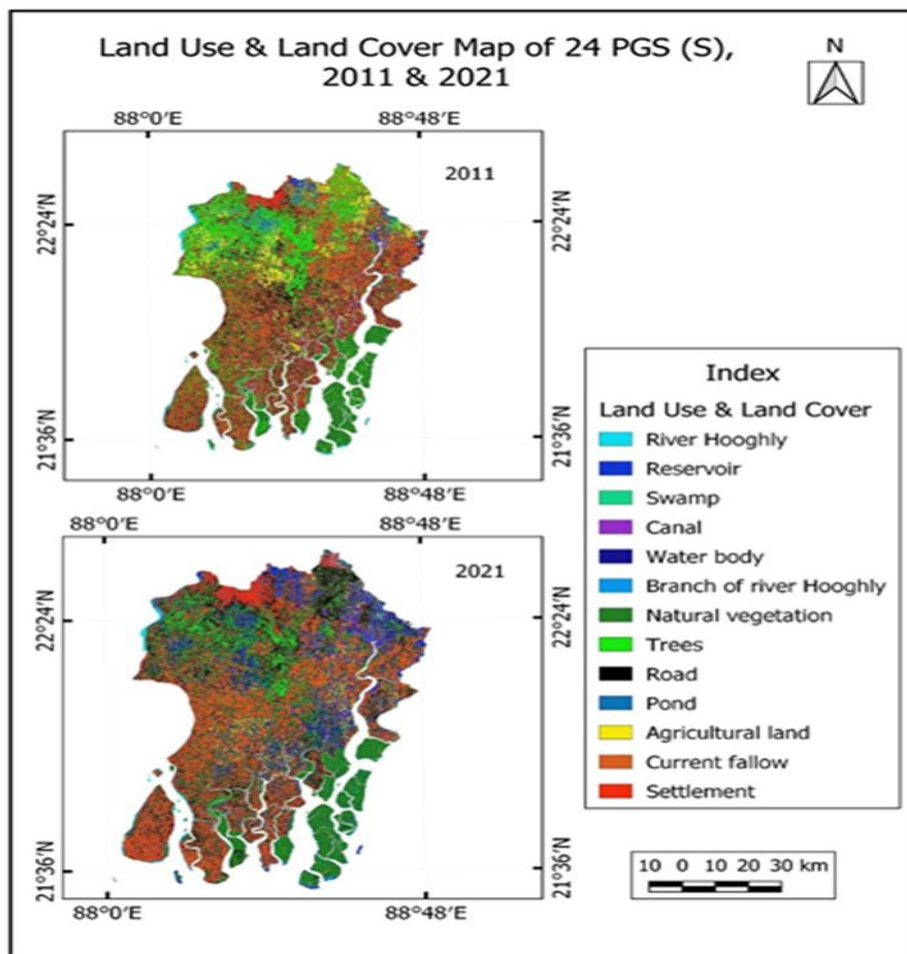 Land Use & Land Cover Map of 24 PGS (S),
2011 & 2021
N
88°0′E 88°48′E
2011
22°24′N 22°24′N
21°36′N 21°36′N
88°0′E 88°48′E
88°0′E 88°48′E
2021
22°24′N 22°24′N
21°36′N 21°36′N
88°0′E 88°48′E
Index
Land Use & Land Cover
River Hooghly
Reservoir
Swamp
Canal
Water body
Branch of river Hooghly
Natural vegetation
Trees
Road
Pond
Agricultural land
Current fallow
Settlement
10 0 10 20 30 km